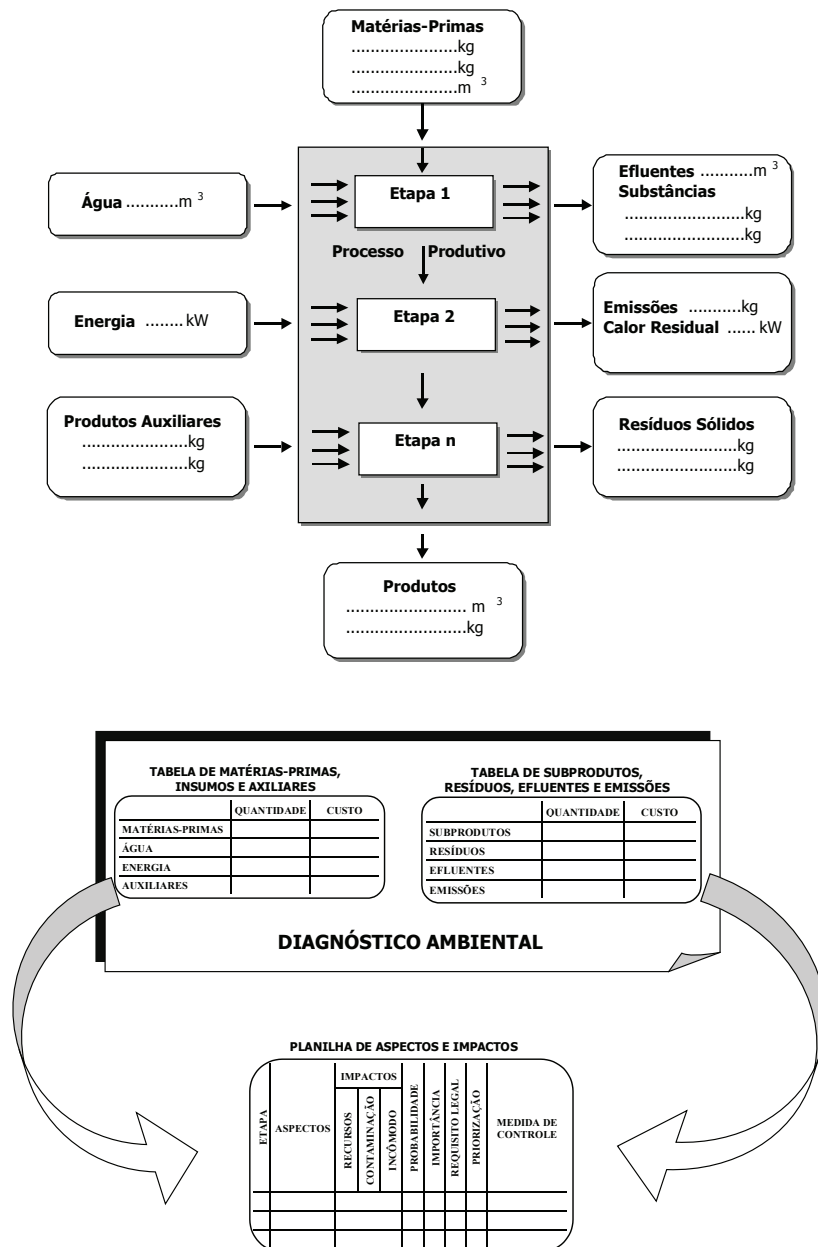 Matérias-Primas
......................kg
......................kg
......................m 3
Água ...........m 3
Etapa 1
Efluentes ...........m 3
Substâncias
.........................kg
.........................kg
Processo Produtivo
Energia ........ kW
Etapa 2
Emissões ...........kg
Calor Residual ...... kW
Produtos Auxiliares
......................kg
......................kg
Etapa n
Resíduos Sólidos
........................kg
........................kg
Produtos
......................... m 3
.........................kg
TABELA DE MATÉRIAS-PRIMAS,
INSUMOS E AXILIARES
QUANTIDADE CUSTO
MATÉRIAS-PRIMAS
ÁGUA
ENERGIA
AUXILIARES
TABELA DE SUBPRODUTOS,
RESÍDUOS, EFLUENTES E EMISSÕES
QUANTIDADE CUSTO
SUBPRODUTOS
RESÍDUOS
EFLUENTES
EMISSÕES
DIAGNÓSTICO AMBIENTAL
PLANILHA DE ASPECTOS E IMPACTOS
ETAPA
ASPECTOS
IMPACTOS
RECURSOS
CONTAMINAÇÃO
INCÔMODO
PROBABILIDADE
IMPORTÂNCIA
REQUISITO LEGAL
PRIORIZAÇÃO
MEDIDA DE
CONTROLE